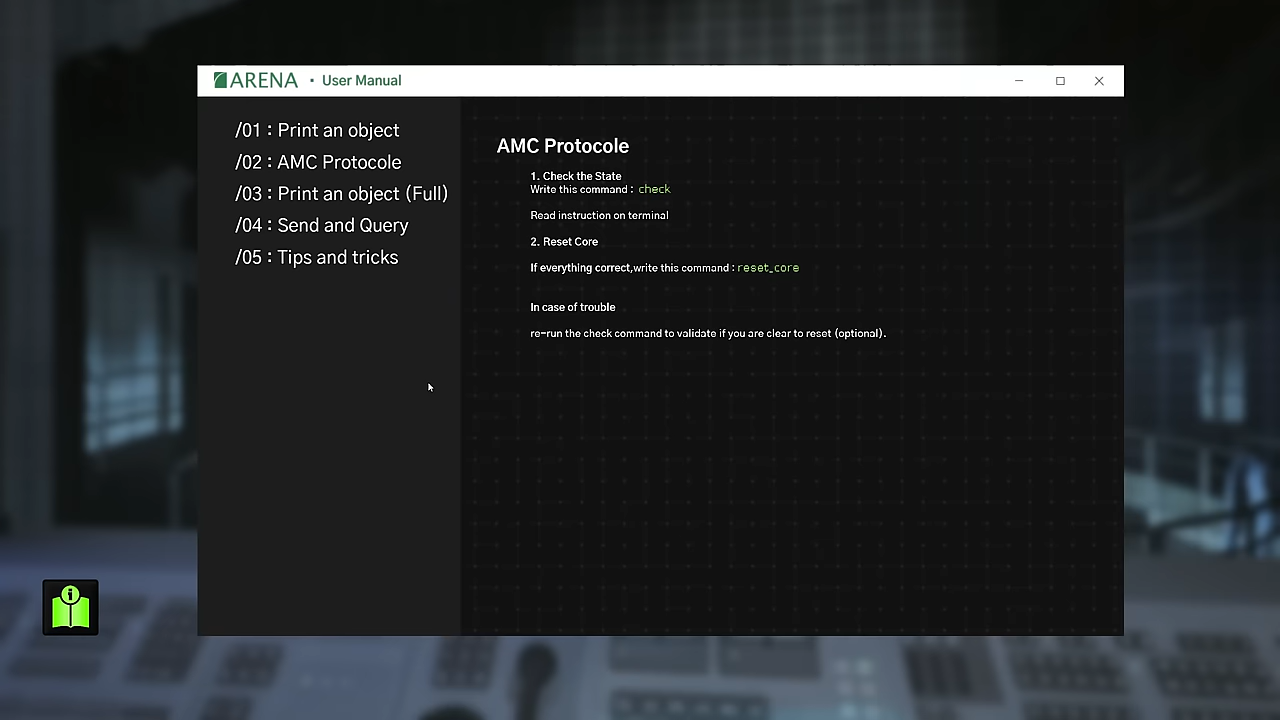 ARENA • User Manual
/01 : Print an object
/02 : AMC Protocole
/03 : Print an object (Full)
/04 : Send and Query
/05 : Tips and tricks
AMC Protocole
1. Check the State
Write this command : check
Read instruction on terminal
2. Reset Core
If everything correct,write this command : reset_core
In case of trouble
re-run the check command to validate if you are clear to reset (optional).